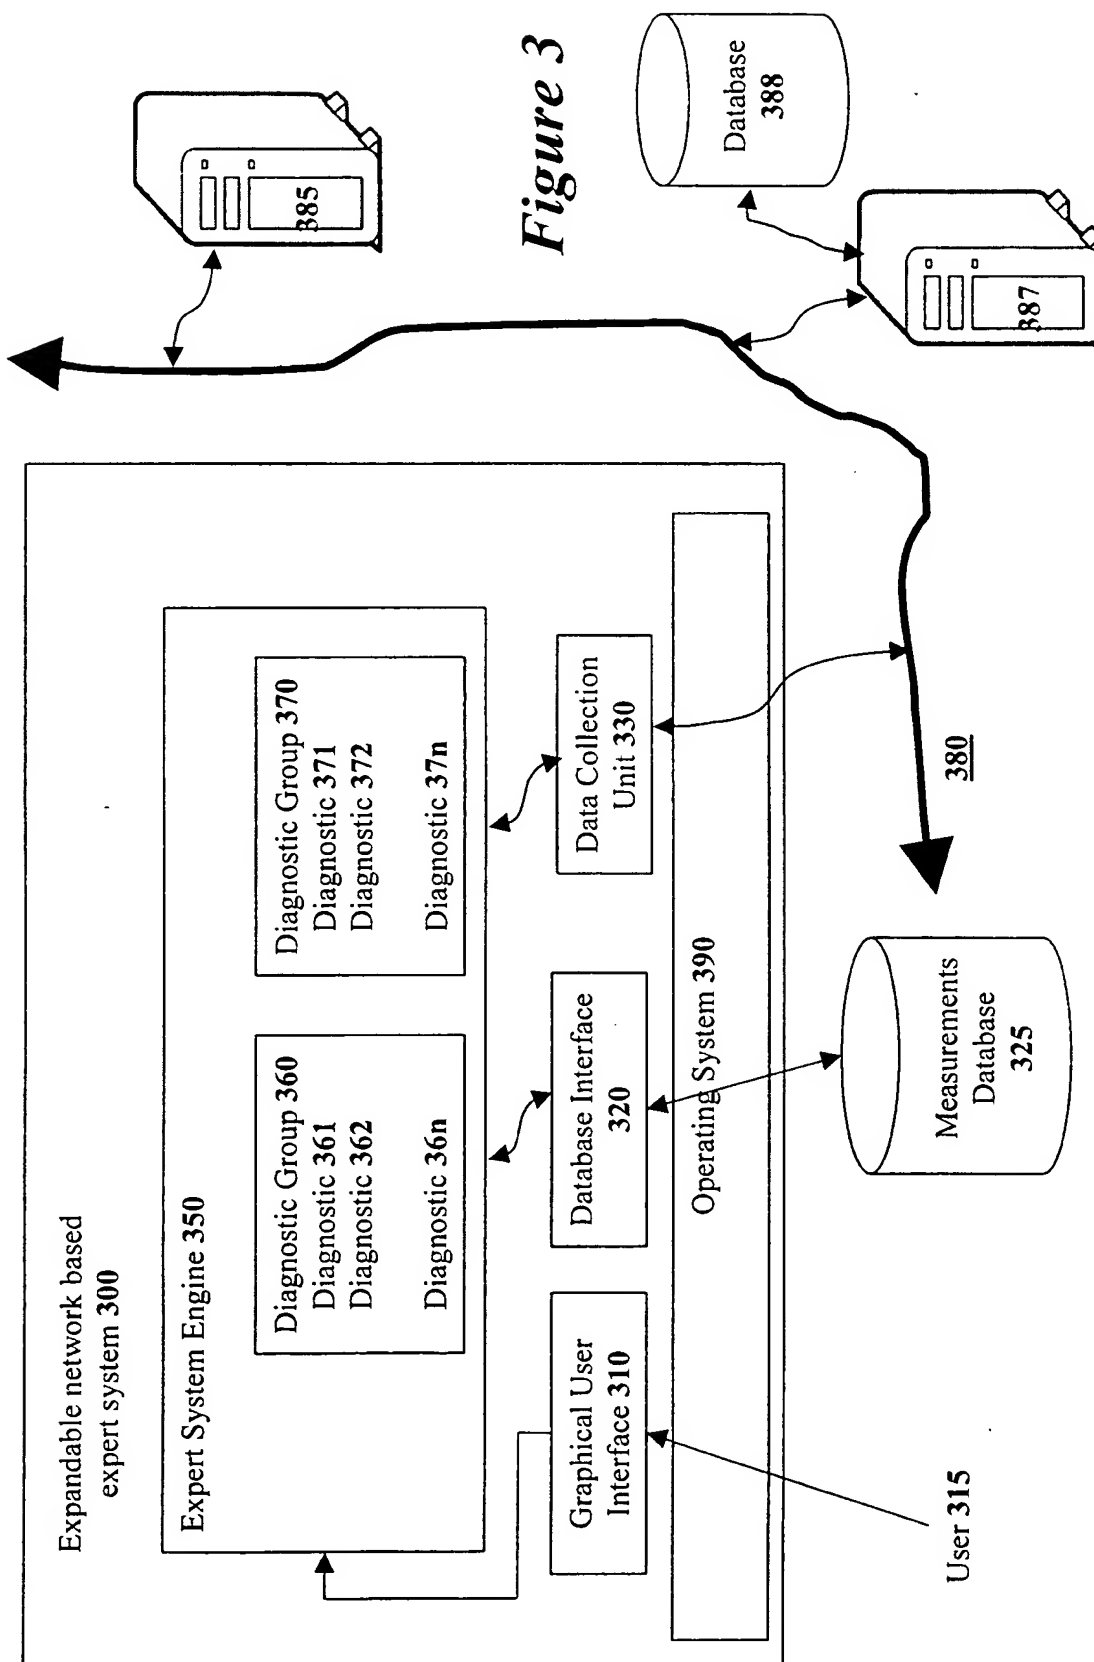 Expandable network based
expert system 300
Expert System Engine 350
Diagnostic Group 360
Diagnostic 361
Diagnostic 362
Diagnostic 36n
Diagnostic Group 370
Diagnostic 371
Diagnostic 372
Diagnostic 37n
Graphical User
Interface 310
Database Interface
320
Data Collection
Unit 330
Operating System 390
User 315
Measurements
Database
325
380
385
387
Database
388
Figure 3